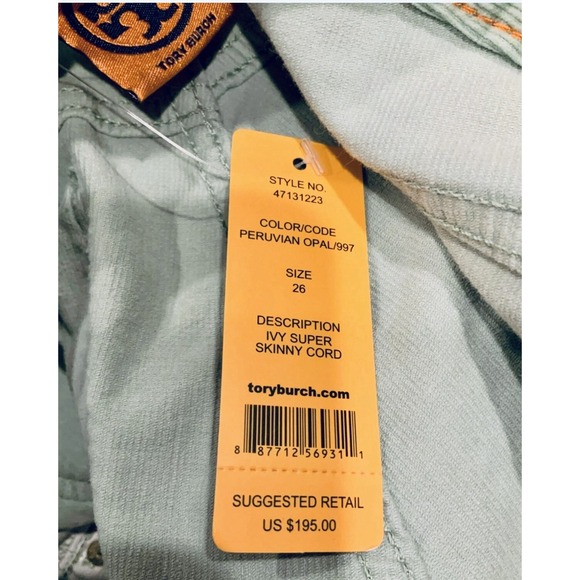 TORY BURCH
STYLE NO.
47131223
COLOR/CODE
PERUVIAN OPAL/997
SIZE
26
DESCRIPTION
IVY SUPER
SKINNY CORD
toryburch.com
8 87712 56931 1
SUGGESTED RETAIL
US $195.00